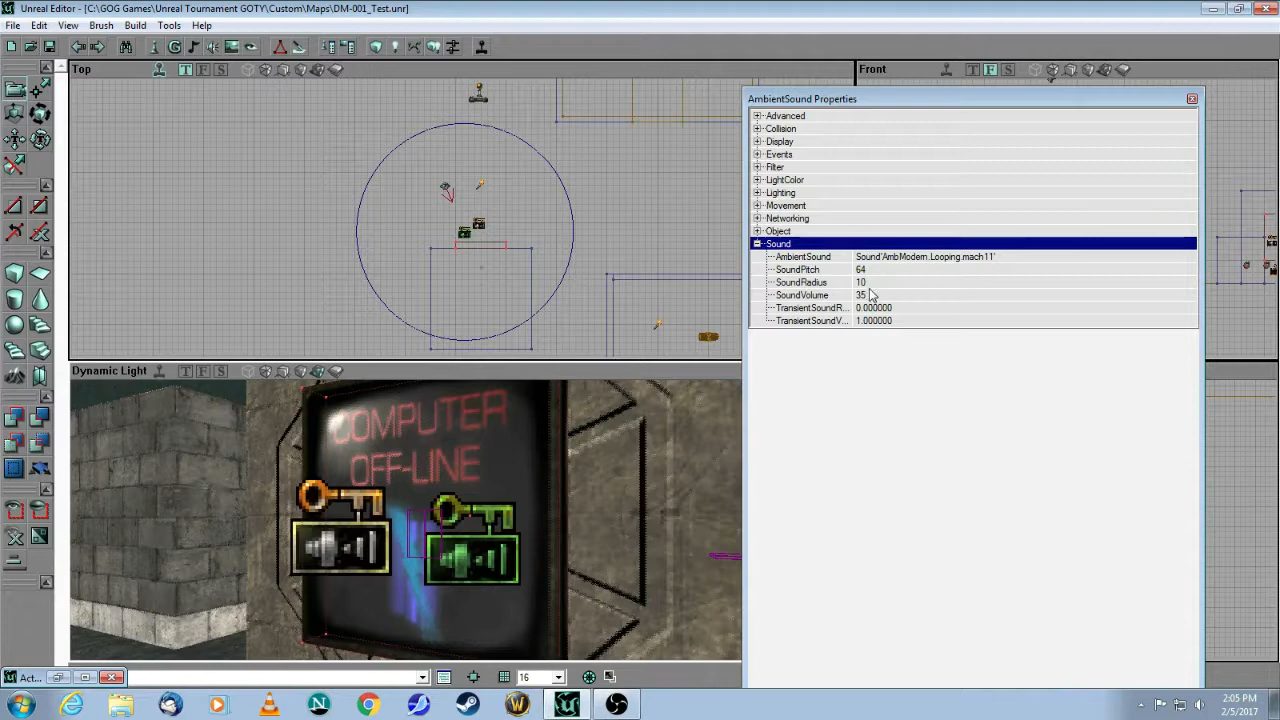 Unreal Editor - [C:\GOG Games\Unreal Tournament GOTY\Custom\Maps\DM-001_Test.unr]
File Edit View Brush Build Tools Help
Top T F S
Front T F S
AmbientSound Properties
Advanced
Collision
Display
Events
Filter
LightColor
Lighting
Movement
Networking
Object
Sound
AmbientSound Sound'AmbModern.Looping.mach11'
SoundPitch 64
SoundRadius 10
SoundVolume 35
TransientSoundR... 0.000000
TransientSoundV... 1.000000
Dynamic Light T F S
COMPUTER
OFF-LINE
Act...
16
2:05 PM
2/5/2017